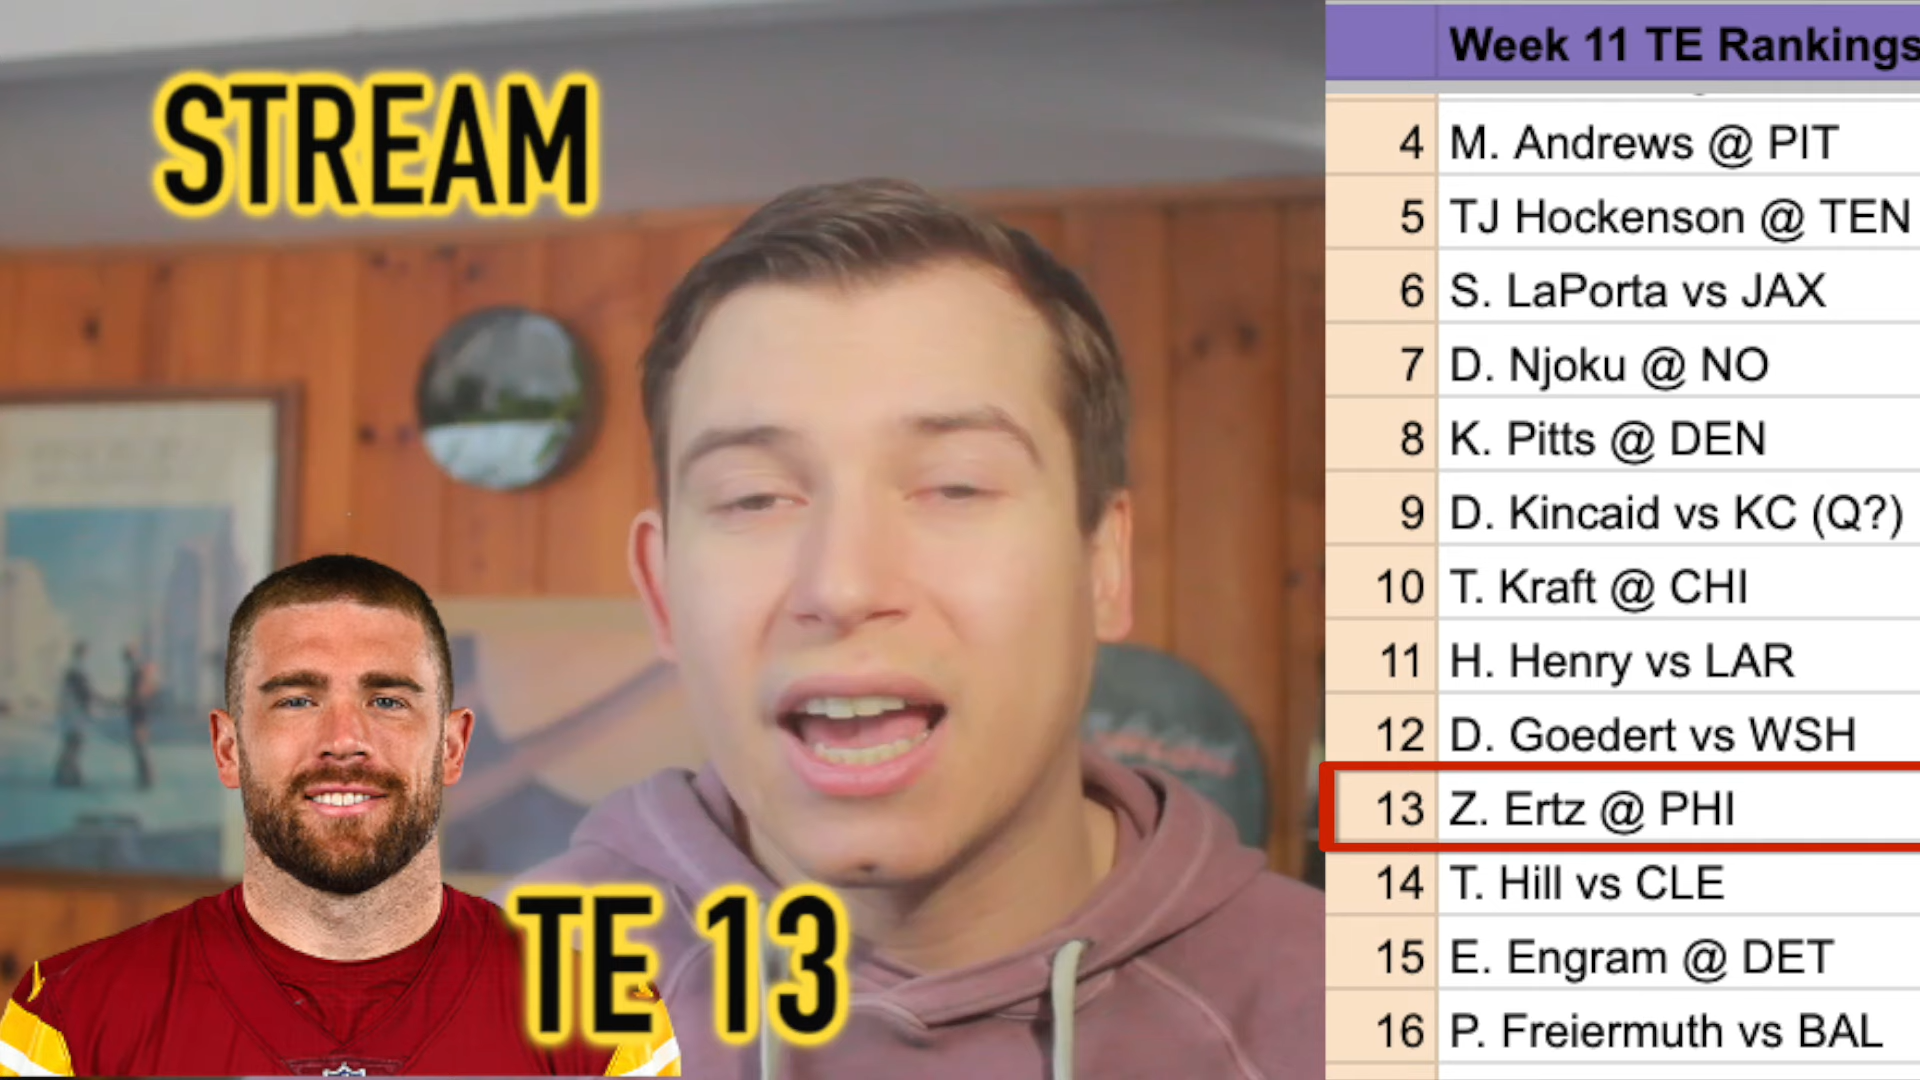 STREAM
TE 13
Week 11 TE Rankings
4 M. Andrews @ PIT
5 TJ Hockenson @ TEN
6 S. LaPorta vs JAX
7 D. Njoku @ NO
8 K. Pitts @ DEN
9 D. Kincaid vs KC (Q?)
10 T. Kraft @ CHI
11 H. Henry vs LAR
12 D. Goedert vs WSH
13 Z. Ertz @ PHI
14 T. Hill vs CLE
15 E. Engram @ DET
16 P. Freiermuth vs BAL